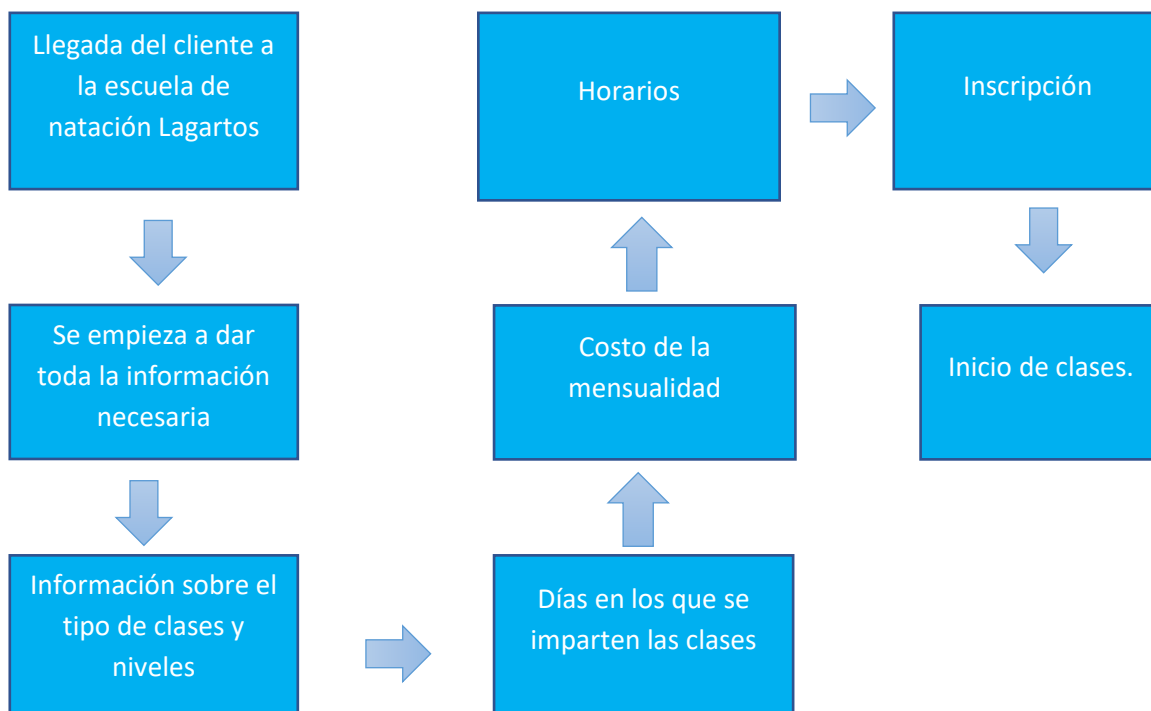 Llegada del cliente a
la escuela de
natación Lagartos
Se empieza a dar
toda la información
necesaria
Información sobre el
tipo de clases y
niveles
Días en los que se
imparten las clases
Costo de la
mensualidad
Horarios
Inscripción
Inicio de clases.